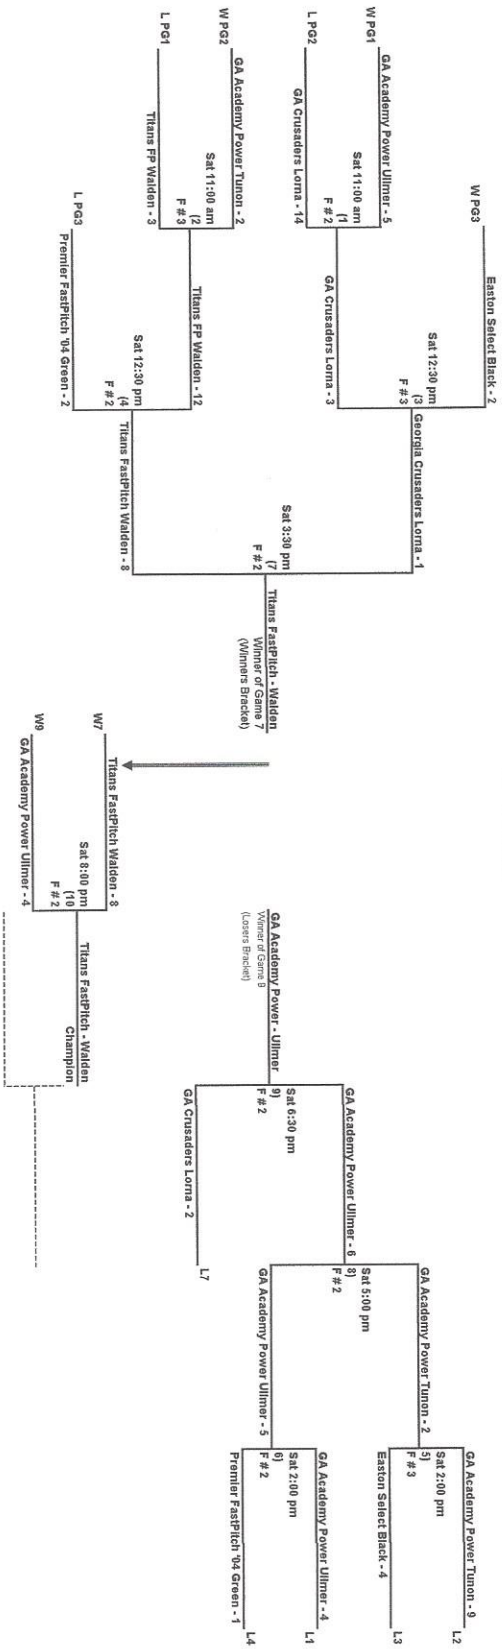 W PG3
Easton Select Black - 2
W PG1
GA Academy Power Ullmer - 5
Sat 11:00 am
(1
F # 2
L PG2
GA Crusaders Lorna - 14
GA Crusaders Lorna - 3
Sat 12:30 pm
(3
F # 3
Georgia Crusaders Lorna - 1
W PG2
GA Academy Power Tunon - 2
Sat 11:00 am
(2
F # 3
L PG1
Titans FP Walden - 3
Titans FP Walden - 12
Sat 12:30 pm
(4
F # 2
L PG3
Premier FastPitch '04 Green - 2
Titans FastPitch Walden - 8
Sat 3:30 pm
(7
F # 2
Titans FastPitch - Walden
Winner of Game 7
(Winners Bracket)
W7
Titans FastPitch Walden - 8
Sat 8:00 pm
(10
F # 2
W9
GA Academy Power Ullmer - 4
Titans FastPitch - Walden
Champion
GA Academy Power - Ullmer
Winner of Game 9
(Losers Bracket)
GA Academy Power Ullmer - 6
Sat 6:30 pm
9)
F # 2
GA Crusaders Lorna - 2
L7
GA Academy Power Tunon - 2
Sat 5:00 pm
8)
F # 2
GA Academy Power Ullmer - 5
GA Academy Power Tunon - 9
L2
Sat 2:00 pm
5)
F # 3
Easton Select Black - 4
L3
GA Academy Power Ullmer - 4
L1
Sat 2:00 pm
6)
F # 2
Premier FastPitch '04 Green - 1
L4